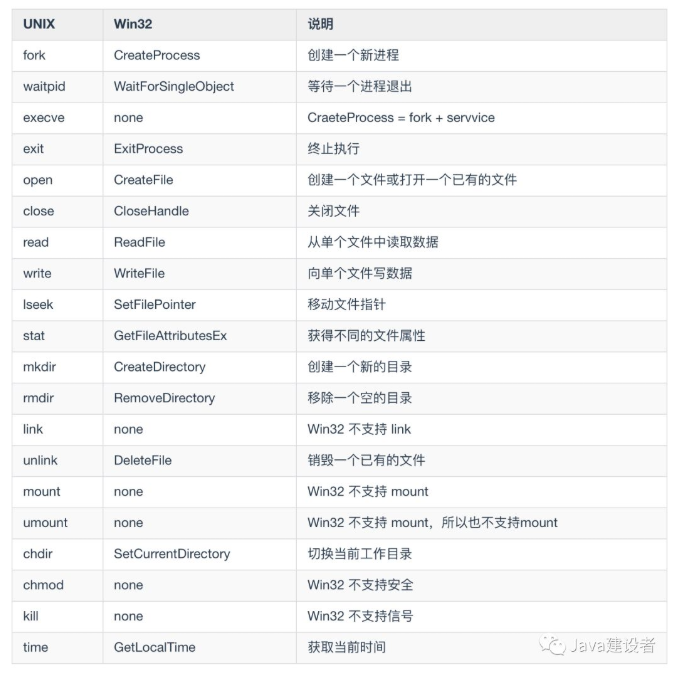 UNIX Win32 说明
fork CreateProcess 创建一个新进程
waitpid WaitForSingleObject 等待一个进程退出
execve none CraeteProcess = fork + servvice
exit ExitProcess 终止执行
open CreateFile 创建一个文件或打开一个已有的文件
close CloseHandle 关闭文件
read ReadFile 从单个文件中读取数据
write WriteFile 向单个文件写数据
lseek SetFilePointer 移动文件指针
stat GetFileAttributesEx 获得不同的文件属性
mkdir CreateDirectory 创建一个新的目录
rmdir RemoveDirectory 移除一个空的目录
link none Win32 不支持 link
unlink DeleteFile 销毁一个已有的文件
mount none Win32 不支持 mount
umount none Win32 不支持 mount，所以也不支持mount
chdir SetCurrentDirectory 切换当前工作目录
chmod none Win32 不支持安全
kill none Win32 不支持信号
time GetLocalTime 获取当前时间
Java建设者